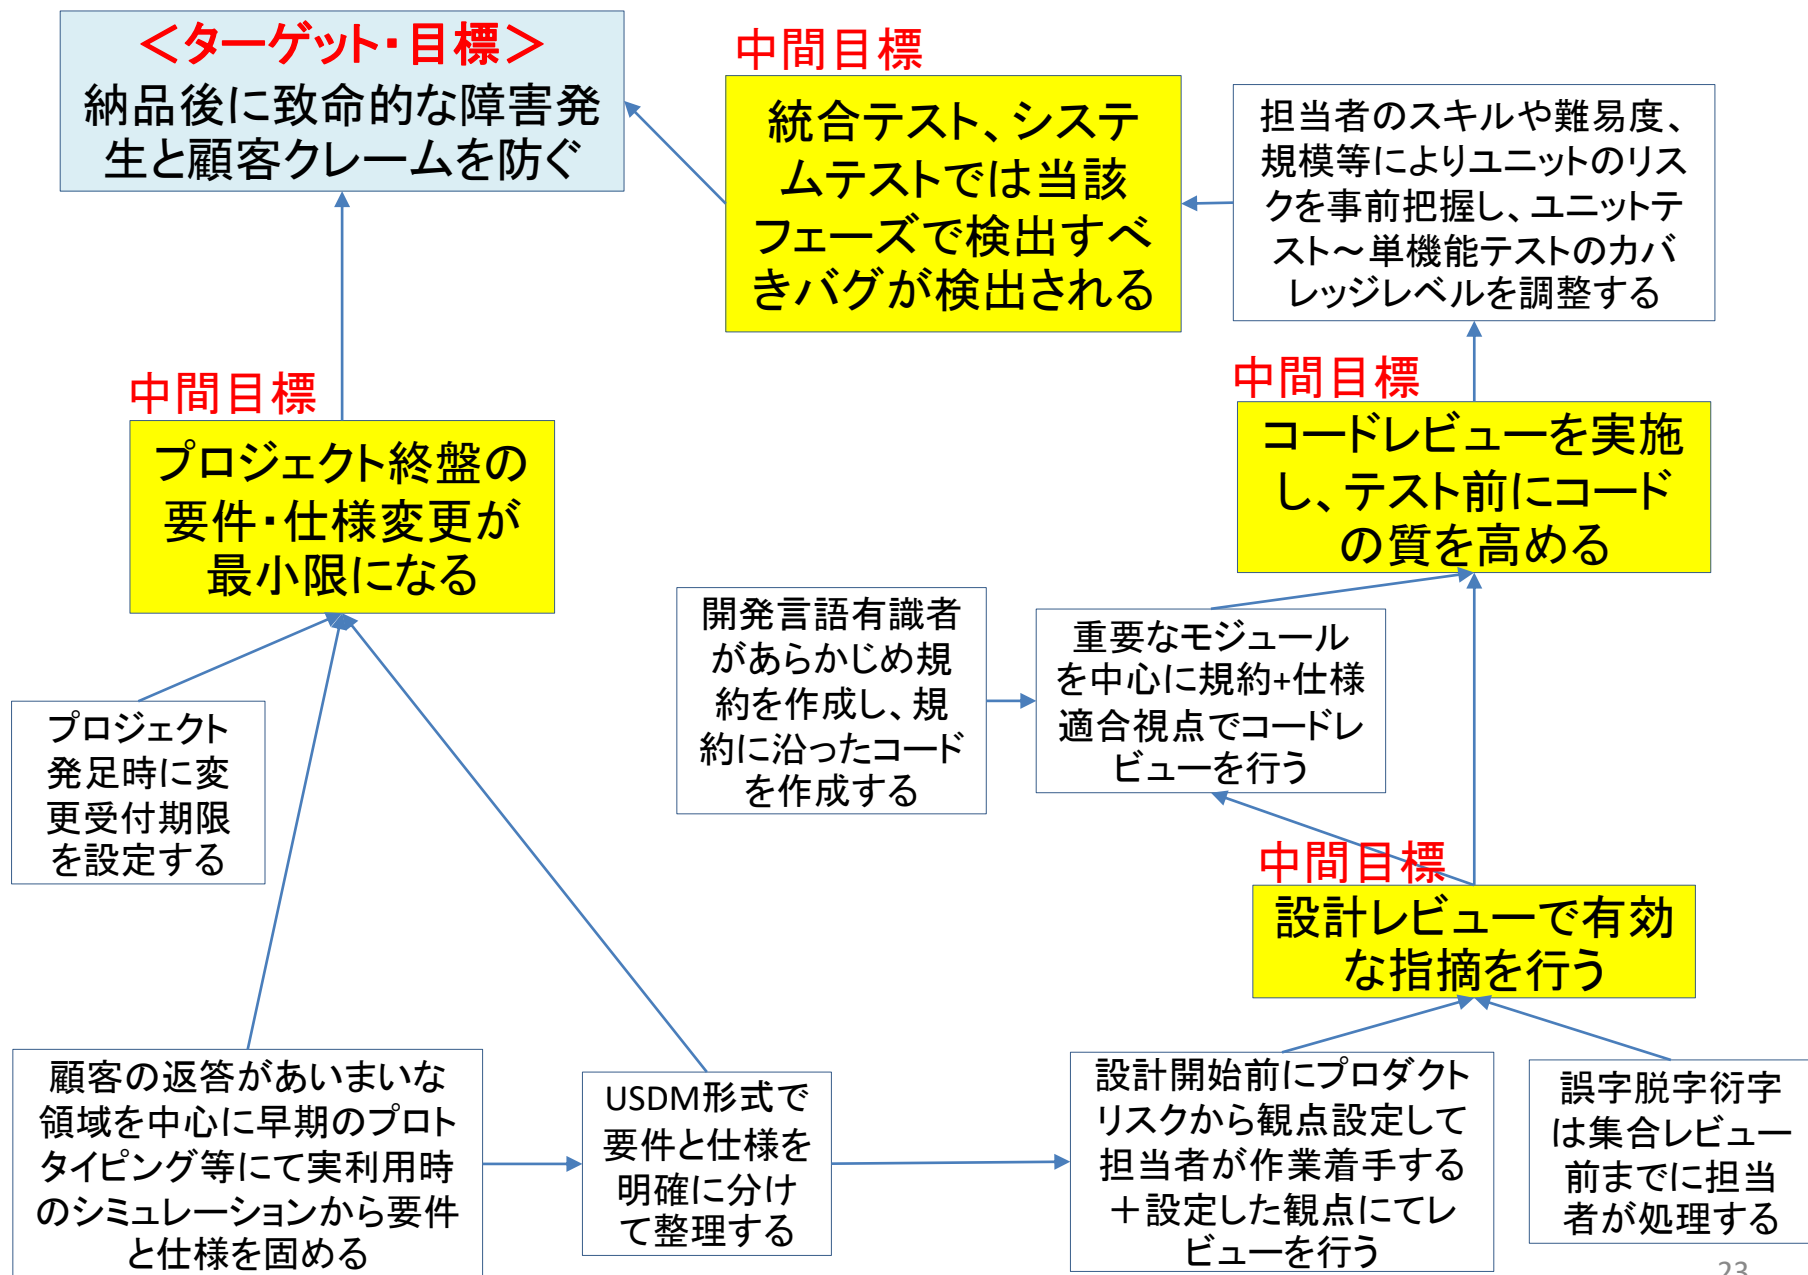 ＜ターゲット・目標＞
納品後に致命的な障害発
生と顧客クレームを防ぐ
中間目標
統合テスト、システ
ムテストでは当該
フェーズで検出すべ
きバグが検出される
担当者のスキルや難易度、
規模等によりユニットのリス
クを事前把握し、ユニットテ
スト～単機能テストのカバ
レッジレベルを調整する
中間目標
プロジェクト終盤の
要件・仕様変更が
最小限になる
中間目標
コードレビューを実施
し、テスト前にコード
の質を高める
開発言語有識者
があらかじめ規
約を作成し、規
約に沿ったコード
を作成する
重要なモジュール
を中心に規約+仕様
適合視点でコードレ
ビューを行う
プロジェクト
発足時に変
更受付期限
を設定する
中間目標
設計レビューで有効
な指摘を行う
顧客の返答があいまいな
領域を中心に早期のプロト
タイピング等にて実利用時
のシミュレーションから要件
と仕様を固める
USDM形式で
要件と仕様を
明確に分け
て整理する
設計開始前にプロダクト
リスクから観点設定して
担当者が作業着手する
＋設定した観点にてレ
ビューを行う
誤字脱字衍字
は集合レビュー
前までに担当
者が処理する
23